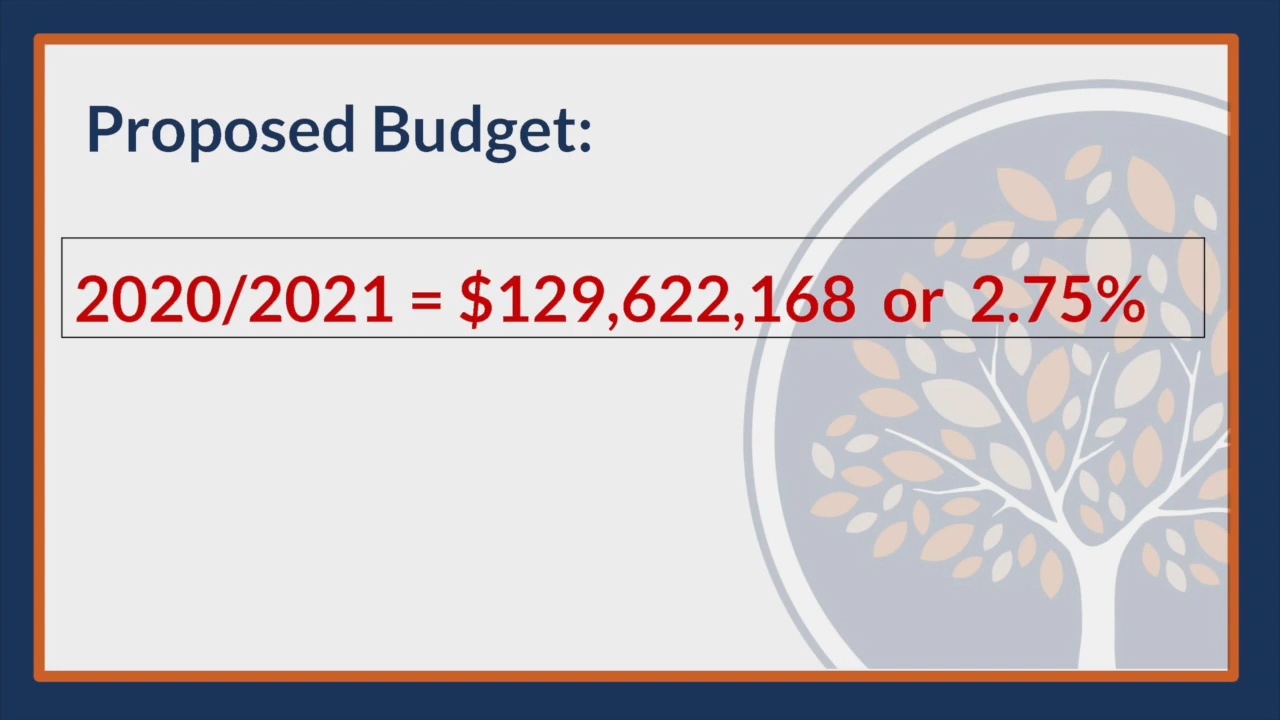 Proposed Budget:
2020/2021 = $129,622,168 or 2.75%